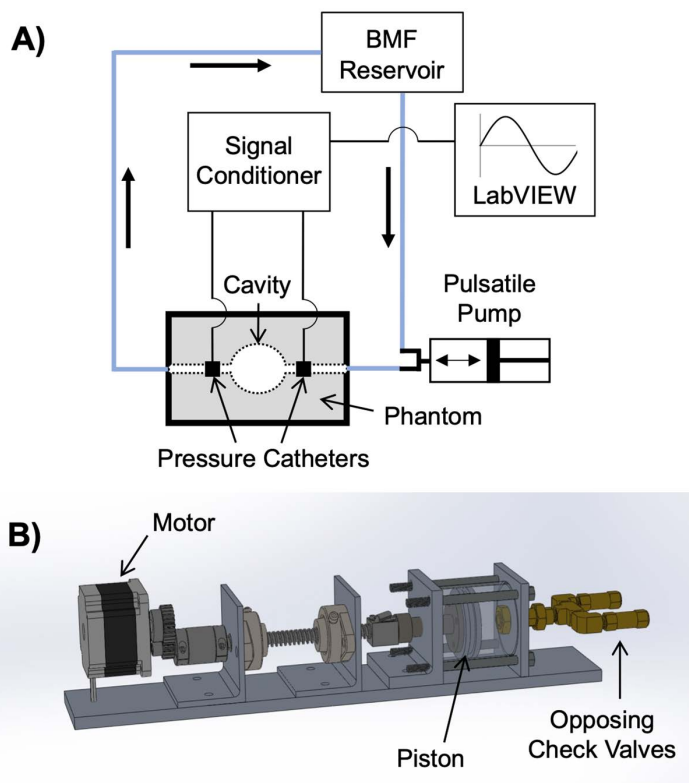 A)
BMF
Reservoir
Signal
Conditioner
LabVIEW
Cavity
Pulsatile
Pump
Phantom
Pressure Catheters
B)
Motor
Piston
Opposing
Check Valves